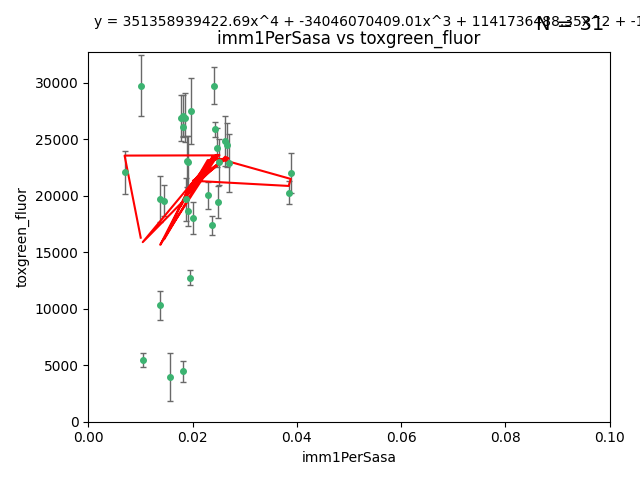 y = 351358939422.69x^4 + -34046070409.01x^3 + 1141736488.35x^2 + -1
N = 31
imm1PerSasa vs toxgreen_fluor
30000
25000
20000
15000
10000
5000
0
toxgreen_fluor
0.00 0.02 0.04 0.06 0.08 0.10
imm1PerSasa